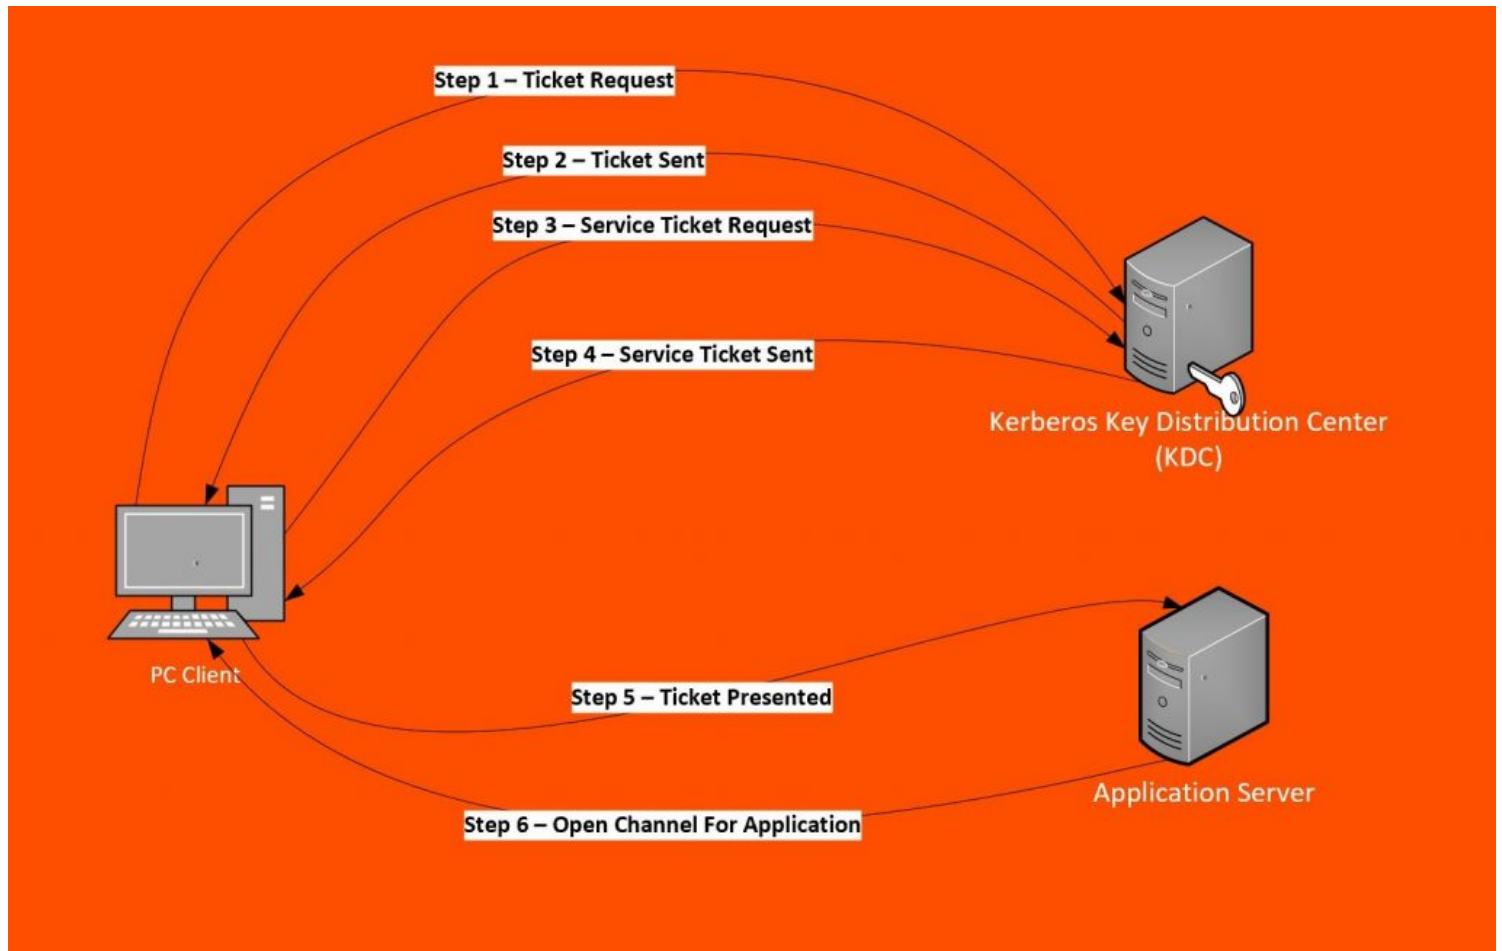 Step 1 – Ticket Request
Step 2 – Ticket Sent
Step 3 – Service Ticket Request
Step 4 – Service Ticket Sent
Kerberos Key Distribution Center
(KDC)
PC Client
Step 5 – Ticket Presented
Application Server
Step 6 – Open Channel For Application